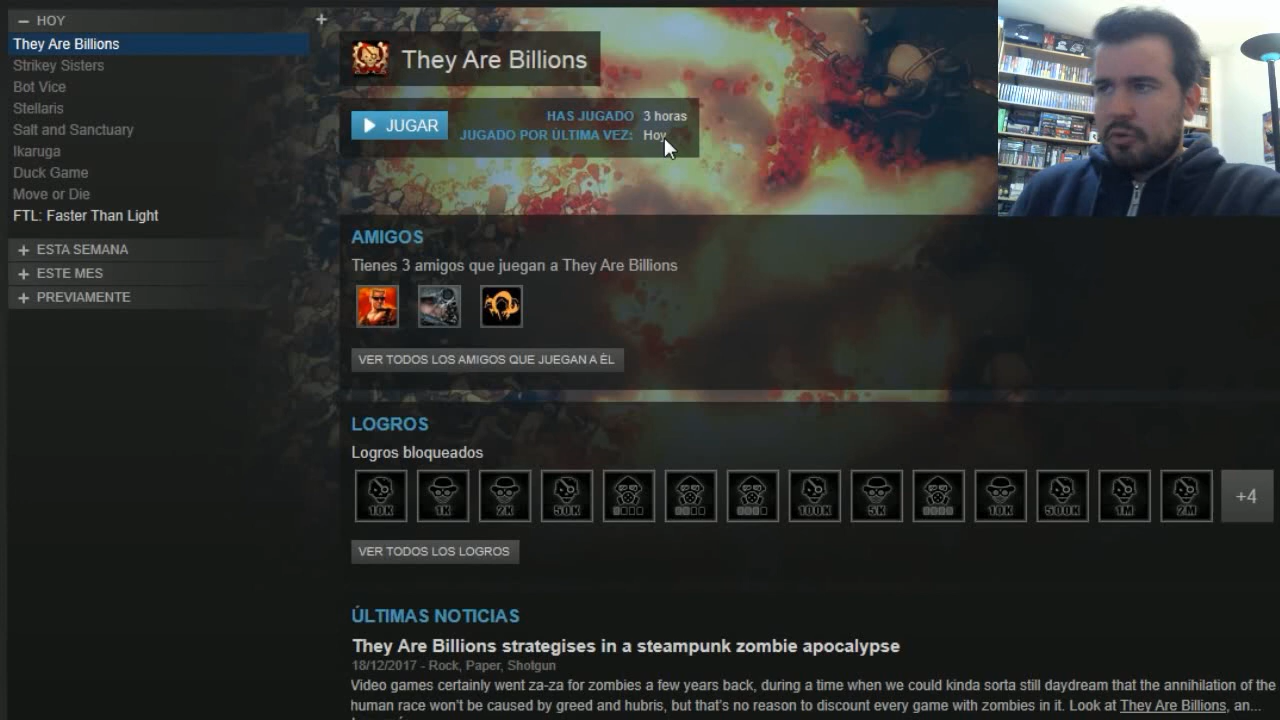 HOY
They Are Billions
Strikey Sisters
Bot Vice
Stellaris
Salt and Sanctuary
Ikaruga
Duck Game
Move or Die
FTL: Faster Than Light
ESTA SEMANA
ESTE MES
PREVIAMENTE
They Are Billions
JUGAR
HAS JUGADO 3 horas
JUGADO POR ÚLTIMA VEZ: Hoy
AMIGOS
Tienes 3 amigos que juegan a They Are Billions
VER TODOS LOS AMIGOS QUE JUEGAN A ÉL
LOGROS
Logros bloqueados
10K 1K 2K 50K 100K 5K 10K 500K 1M 2M +4
VER TODOS LOS LOGROS
ÚLTIMAS NOTICIAS
They Are Billions strategises in a steampunk zombie apocalypse
18/12/2017 - Rock, Paper, Shotgun
Video games certainly went za-za for zombies a few years back, during a time when we could kinda sorta still daydream that the annihilation of the
human race won't be caused by greed and hubris, but that's no reason to discount every game with zombies in it. Look at They Are Billions, an...